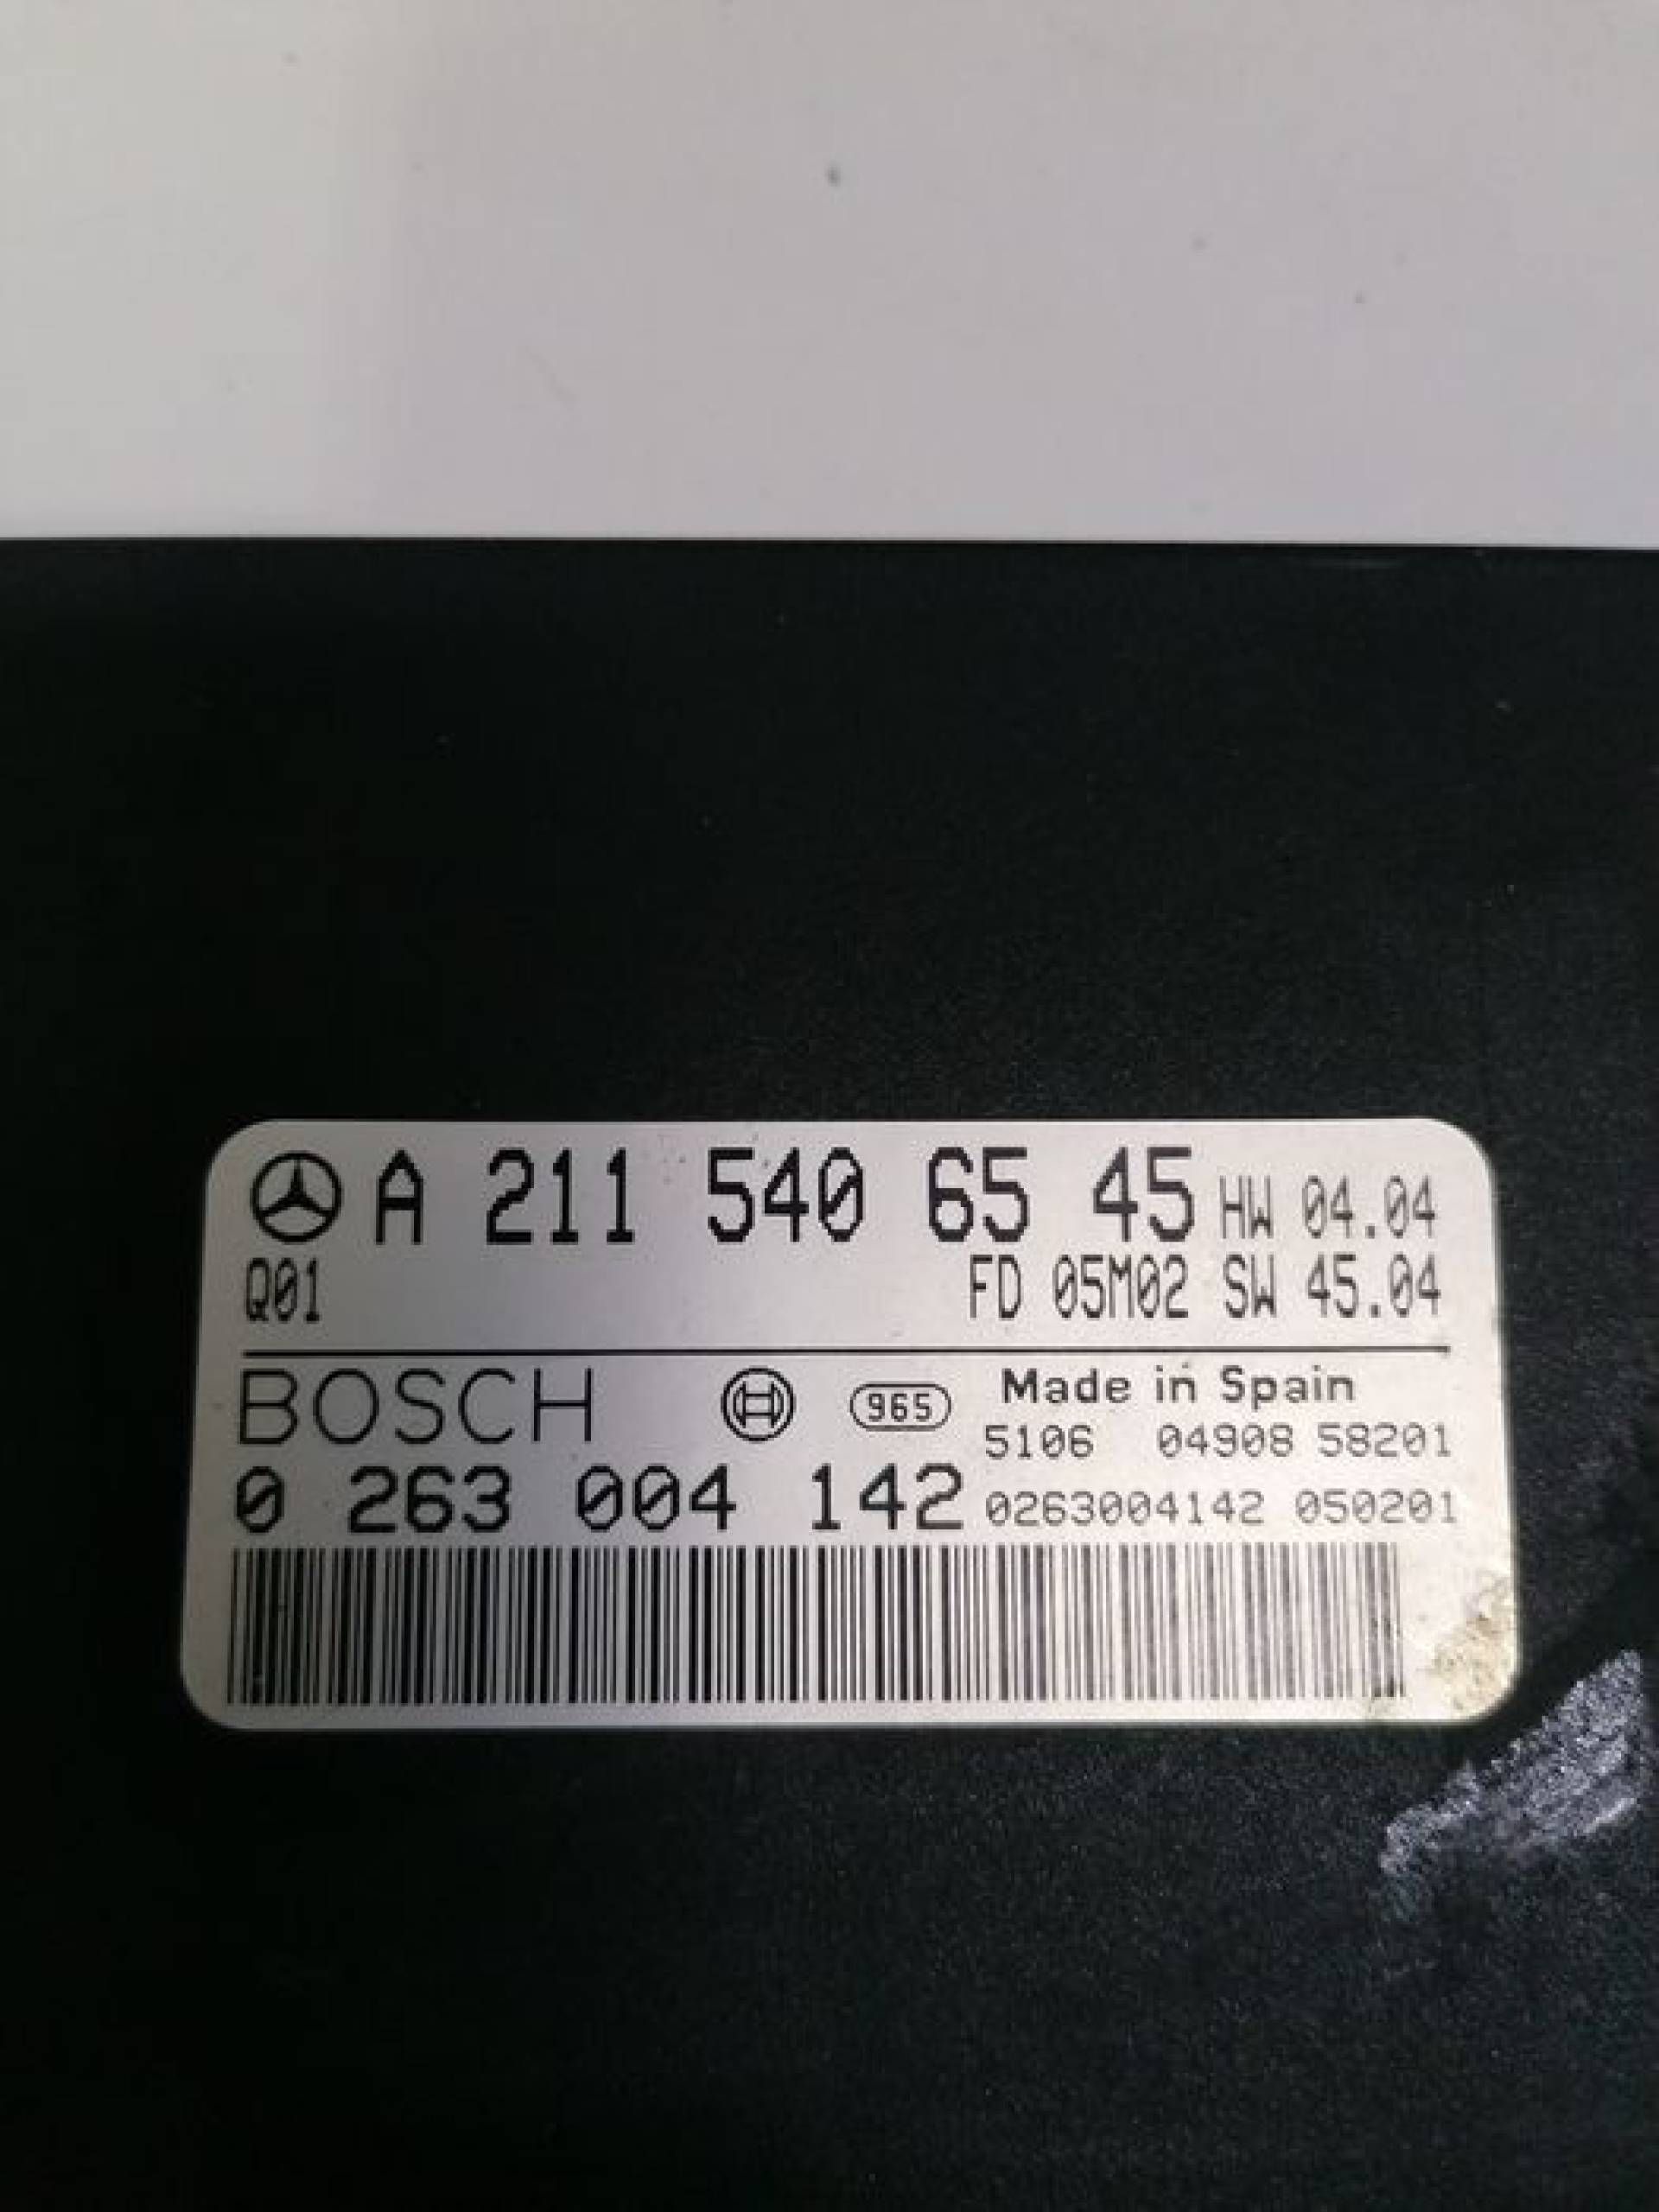 A 211 540 65 45 HW 04.04
Q01 FD 05M02 SW 45.04
BOSCH 965 Made in Spain
5106 04908 58201
0 263 004 142 0263004142 050201